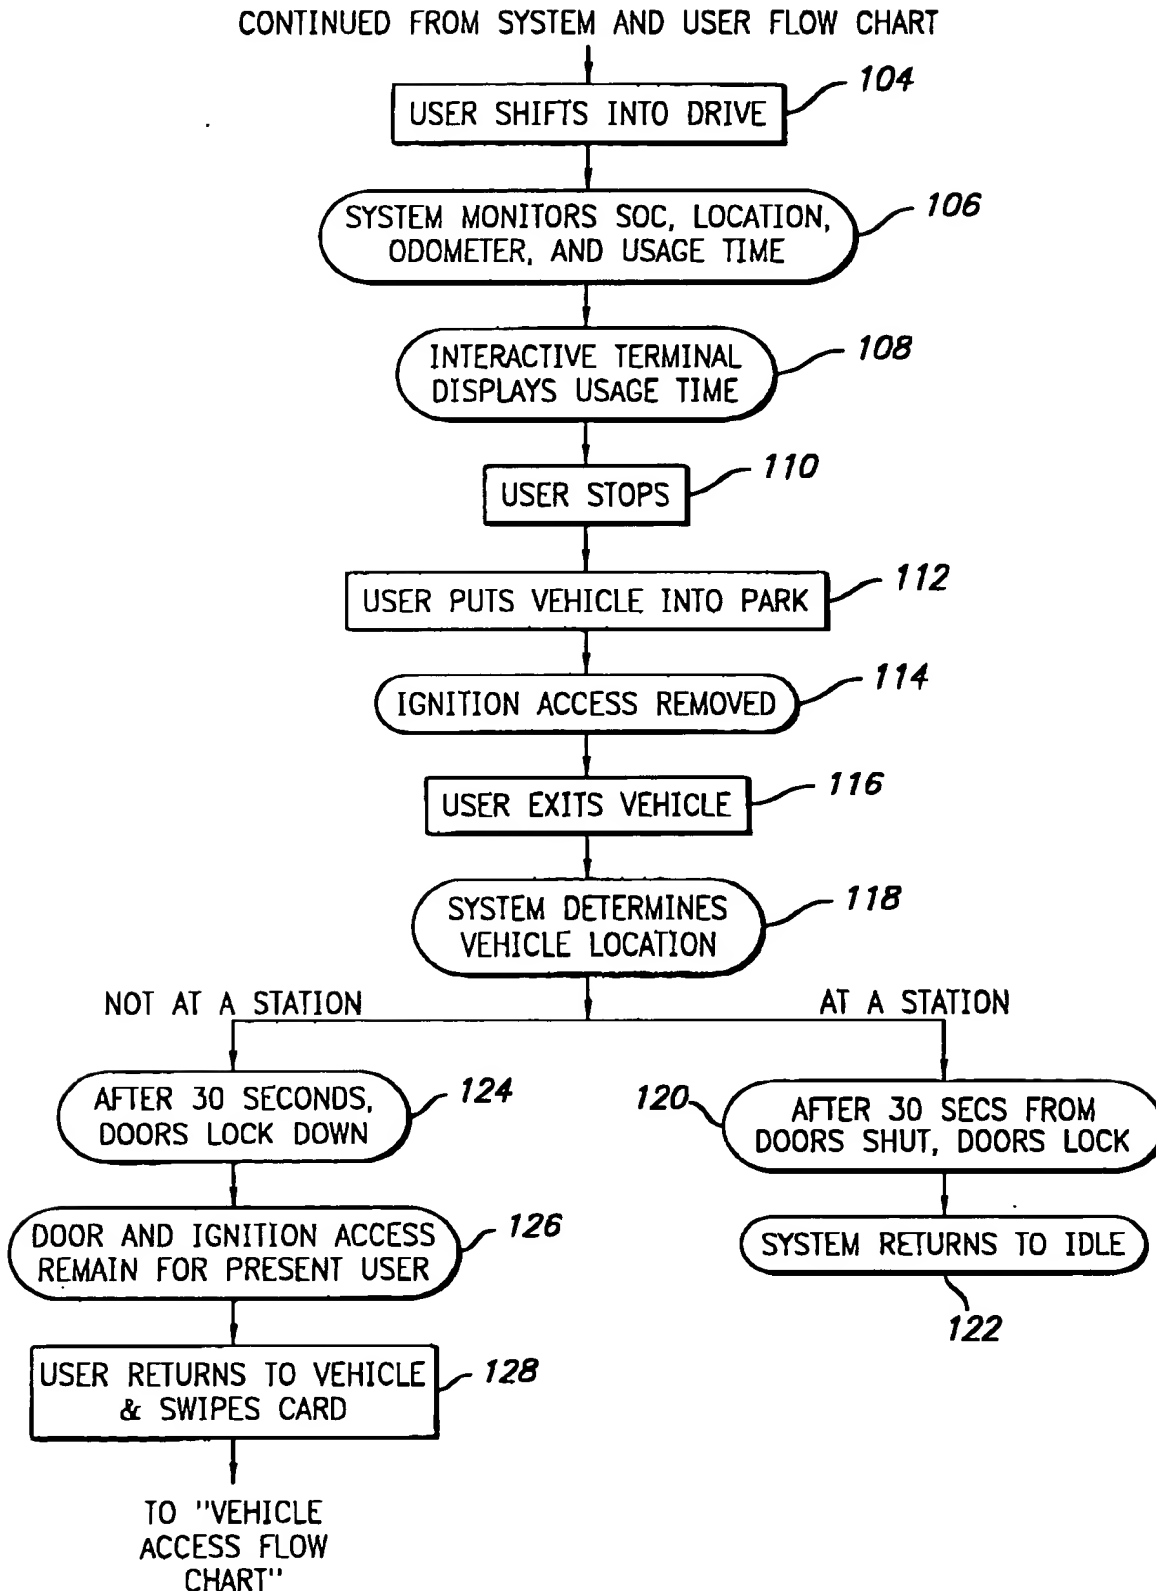 CONTINUED FROM SYSTEM AND USER FLOW CHART
104
USER SHIFTS INTO DRIVE
106
SYSTEM MONITORS SOC, LOCATION,
ODOMETER, AND USAGE TIME
108
INTERACTIVE TERMINAL
DISPLAYS USAGE TIME
110
USER STOPS
112
USER PUTS VEHICLE INTO PARK
114
IGNITION ACCESS REMOVED
116
USER EXITS VEHICLE
118
SYSTEM DETERMINES
VEHICLE LOCATION
NOT AT A STATION
AT A STATION
124
AFTER 30 SECONDS,
DOORS LOCK DOWN
120
AFTER 30 SECS FROM
DOORS SHUT, DOORS LOCK
126
DOOR AND IGNITION ACCESS
REMAIN FOR PRESENT USER
SYSTEM RETURNS TO IDLE
122
128
USER RETURNS TO VEHICLE
& SWIPES CARD
TO "VEHICLE
ACCESS FLOW
CHART"